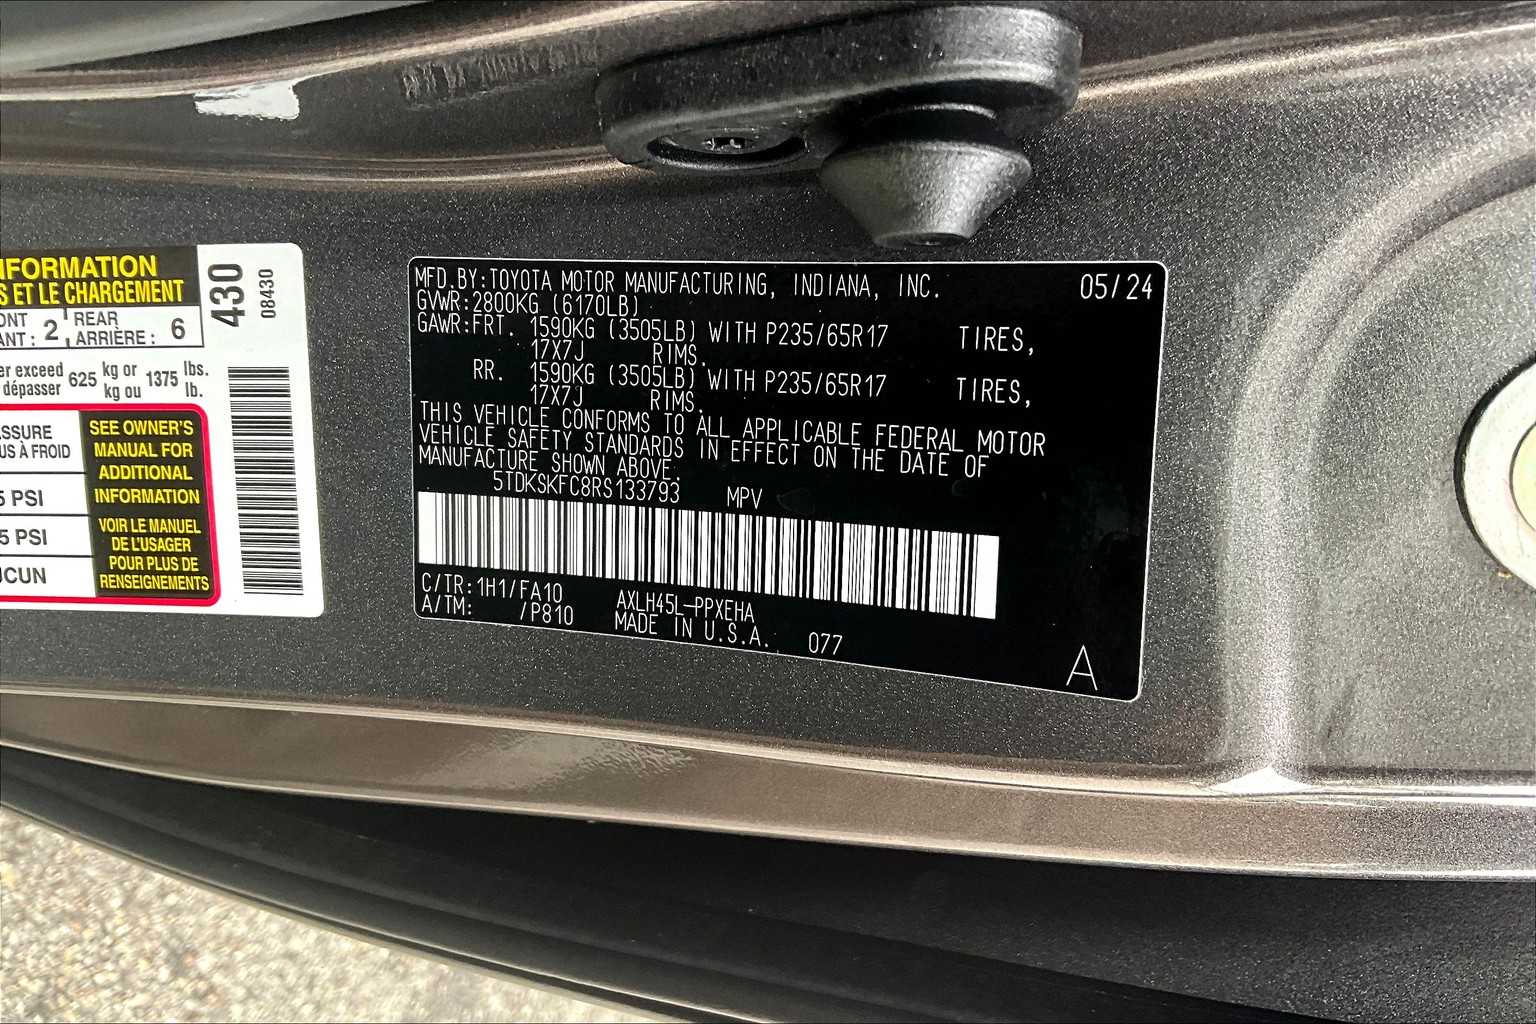 NFORMATION
S ET LE CHARGEMENT
ONT
ANT : 2
REAR
ARRIÈRE : 6
er exceed
dépasser 625 kg or
kg ou 1375 lbs.
lb.
SSURE
US À FROID
5 PSI
5 PSI
UCUN
SEE OWNER'S
MANUAL FOR
ADDITIONAL
INFORMATION
VOIR LE MANUEL
DE L'USAGER
POUR PLUS DE
RENSEIGNEMENTS
430
08430
MFD.BY:TOYOTA MOTOR MANUFACTURING, INDIANA, INC. 05/24
GVWR:2800KG (6170LB)
GAWR:FRT. 1590KG (3505LB) WITH P235/65R17 TIRES,
17X7J RIMS.
RR. 1590KG (3505LB) WITH P235/65R17 TIRES,
17X7J RIMS.
THIS VEHICLE CONFORMS TO ALL APPLICABLE FEDERAL MOTOR
VEHICLE SAFETY STANDARDS IN EFFECT ON THE DATE OF
MANUFACTURE SHOWN ABOVE.
5TDKSKFC8RS133793 MPV
C/TR:1H1/FA10 AXLH45L-PPXEHA
A/TM: /P810 MADE IN U.S.A. 077
A